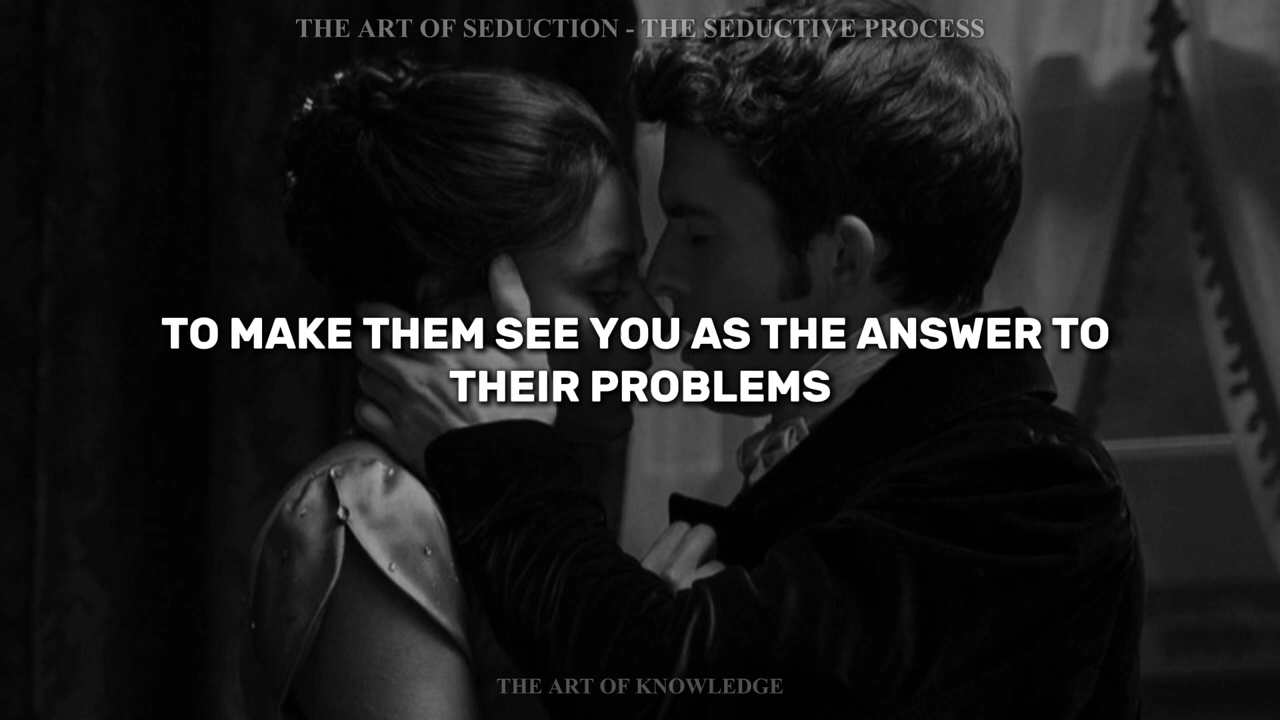 THE ART OF SEDUCTION - THE SEDUCTIVE PROCESS
TO MAKE THEM SEE YOU AS THE ANSWER TO
THEIR PROBLEMS
THE ART OF KNOWLEDGE